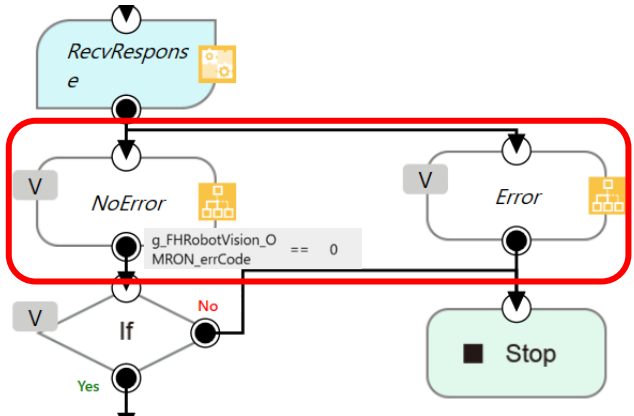 RecvRespons
e
V
NoError
V
Error
g_FHRobotVision_O
MRON_errCode
== 0
V
If
No
Yes
Stop